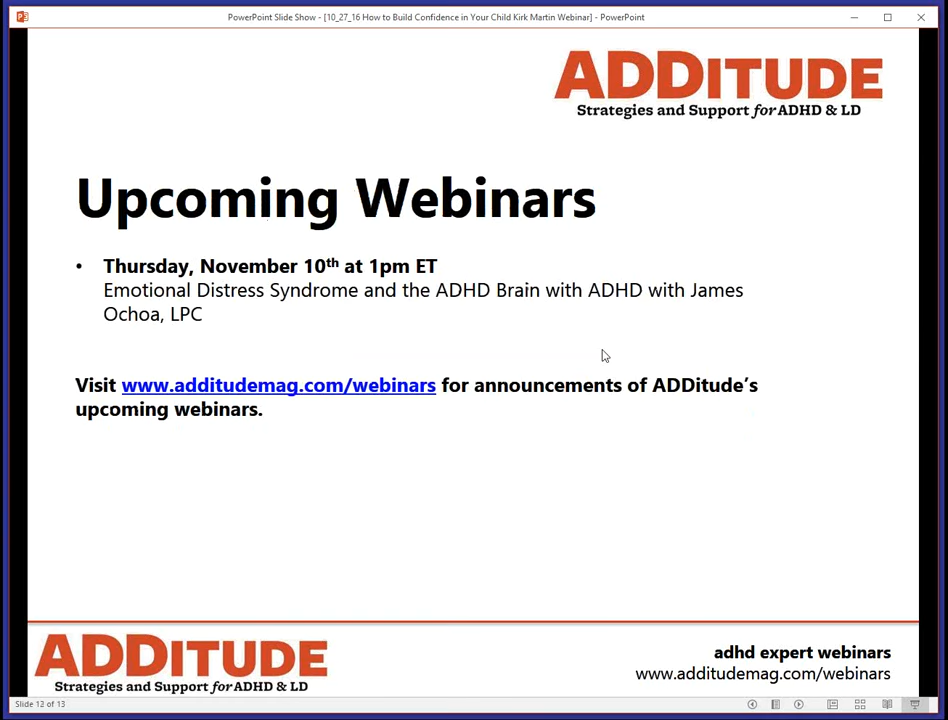 PowerPoint Slide Show - [10_27_16 How to Build Confidence in Your Child Kirk Martin Webinar] - PowerPoint
ADDITUDE
Strategies and Support for ADHD & LD
Upcoming Webinars
• Thursday, November 10th at 1pm ET
Emotional Distress Syndrome and the ADHD Brain with ADHD with James
Ochoa, LPC
Visit www.additudemag.com/webinars for announcements of ADDitude’s
upcoming webinars.
ADDITUDE
Strategies and Support for ADHD & LD
adhd expert webinars
www.additudemag.com/webinars
Slide 12 of 13